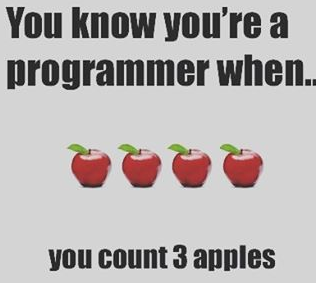 You know you're a
programmer when..
you count 3 apples